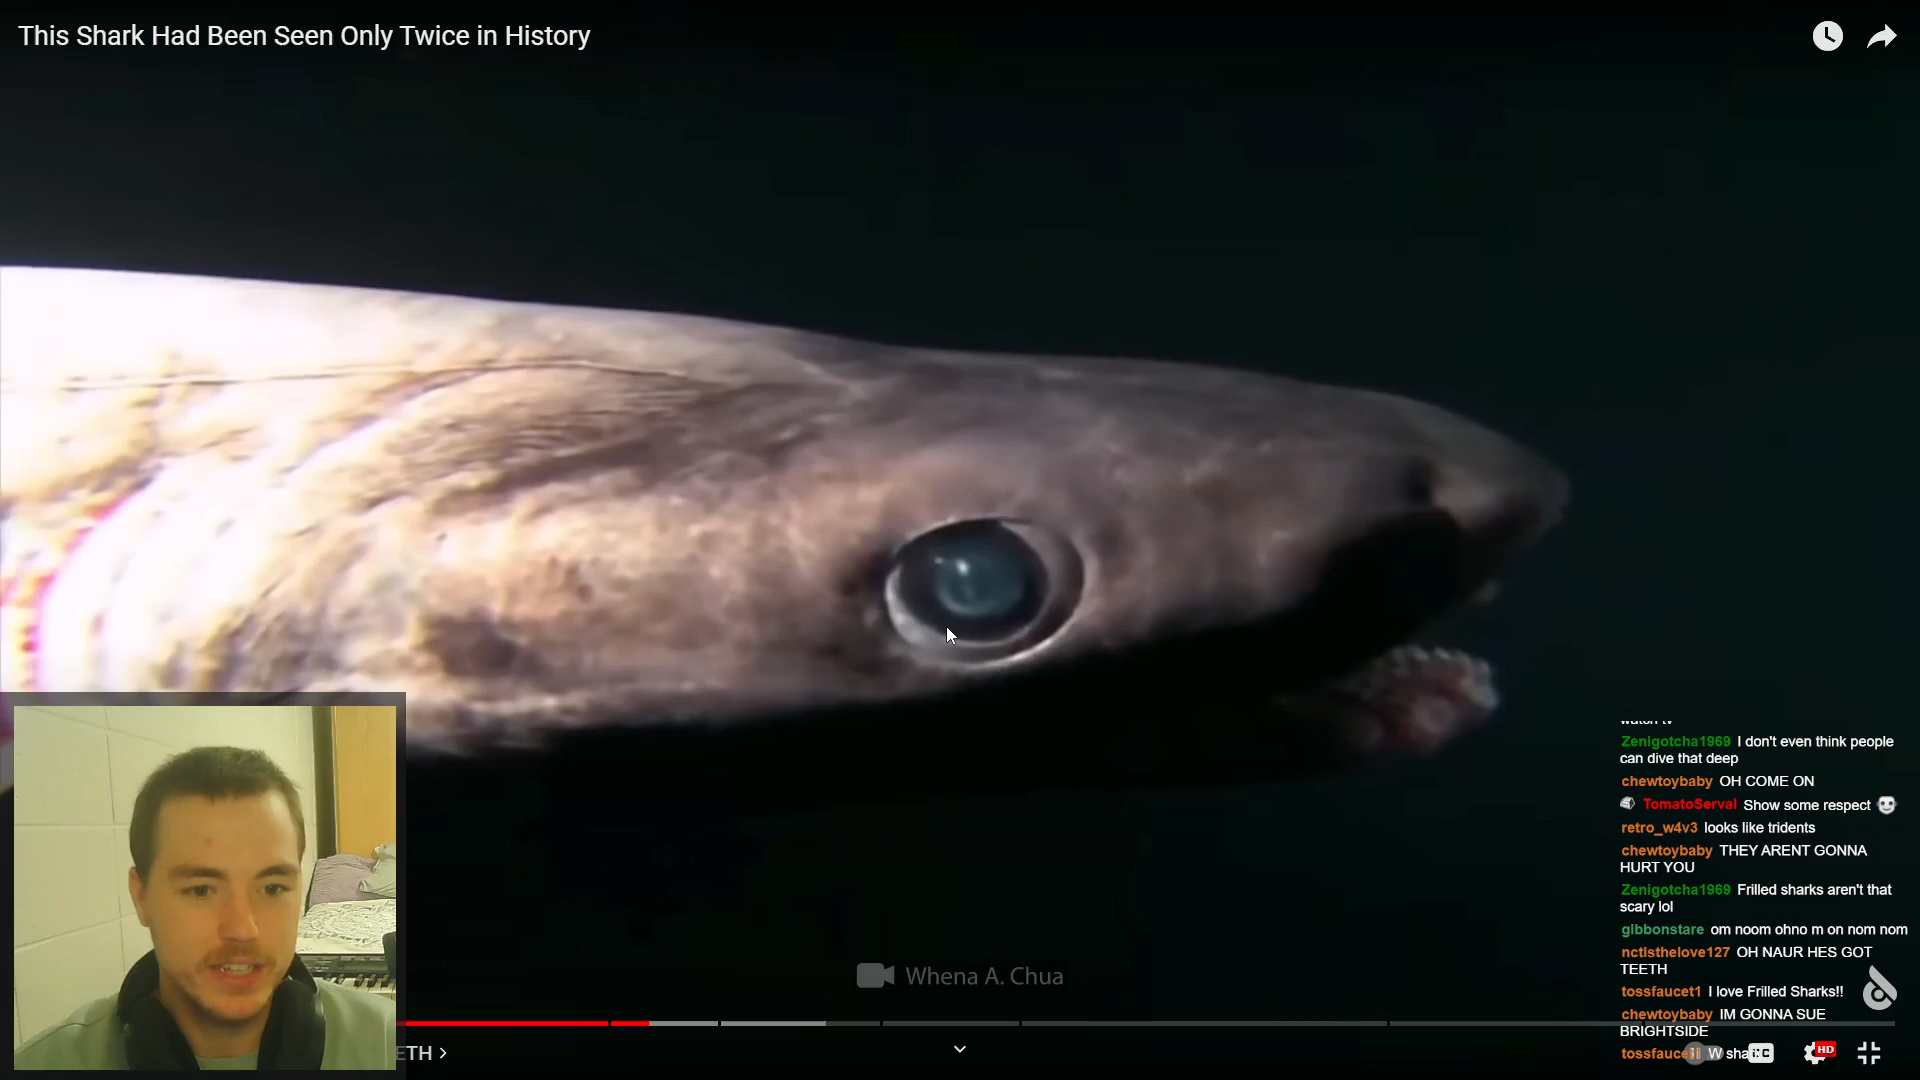 This Shark Had Been Seen Only Twice in History
Zenigotcha1969 I don't even think people
can dive that deep
chewtoybaby OH COME ON
TomatoServal Show some respect
retro_w4v3 looks like tridents
chewtoybaby THEY ARENT GONNA
HURT YOU
Zenigotcha1969 Frilled sharks aren't that
scary lol
gibbonstare om noom ohno m on nom nom
nctisthelove127 OH NAUR HES GOT
TEETH
tossfaucet1 I love Frilled Sharks!!
chewtoybaby IM GONNA SUE
BRIGHTSIDE
W
Whena A. Chua
ETH
HD